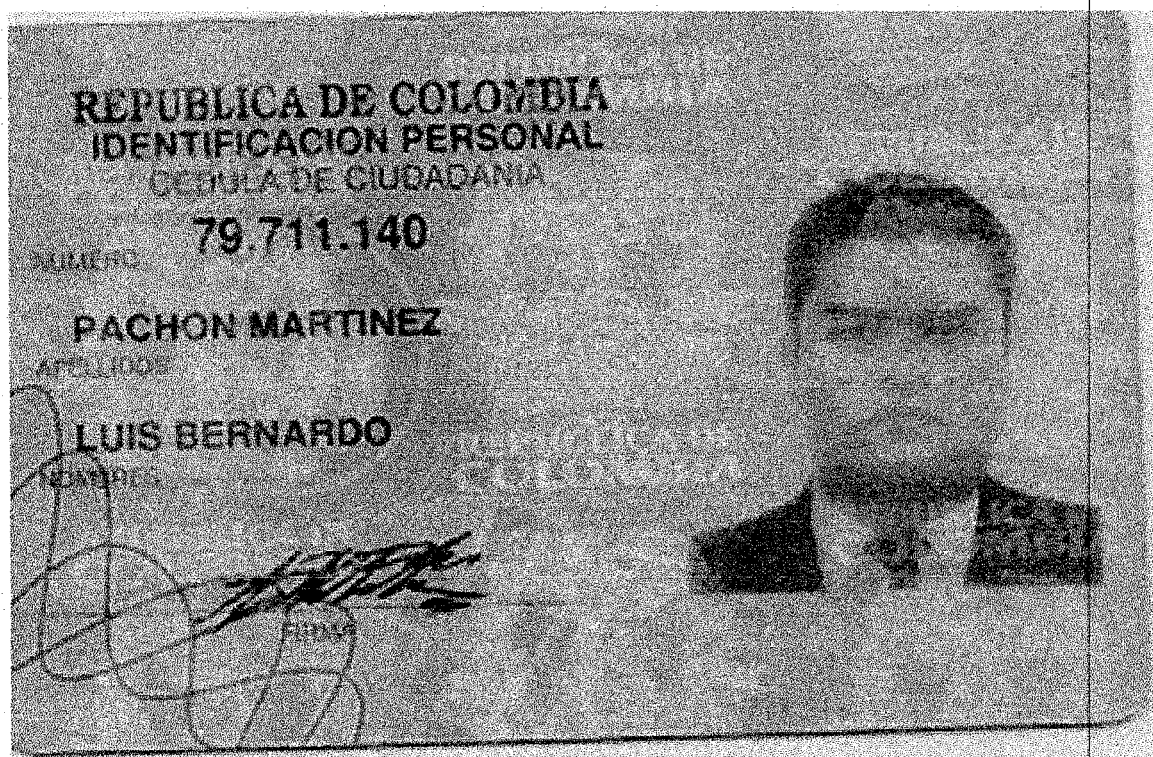 REPUBLICA DE COLOMBIA
IDENTIFICACION PERSONAL
CEDULA DE CIUDADANIA
79.711.140
NUMERO
PACHON MARTINEZ
APELLIDOS
LUIS BERNARDO
NOMBRES
FIRMA